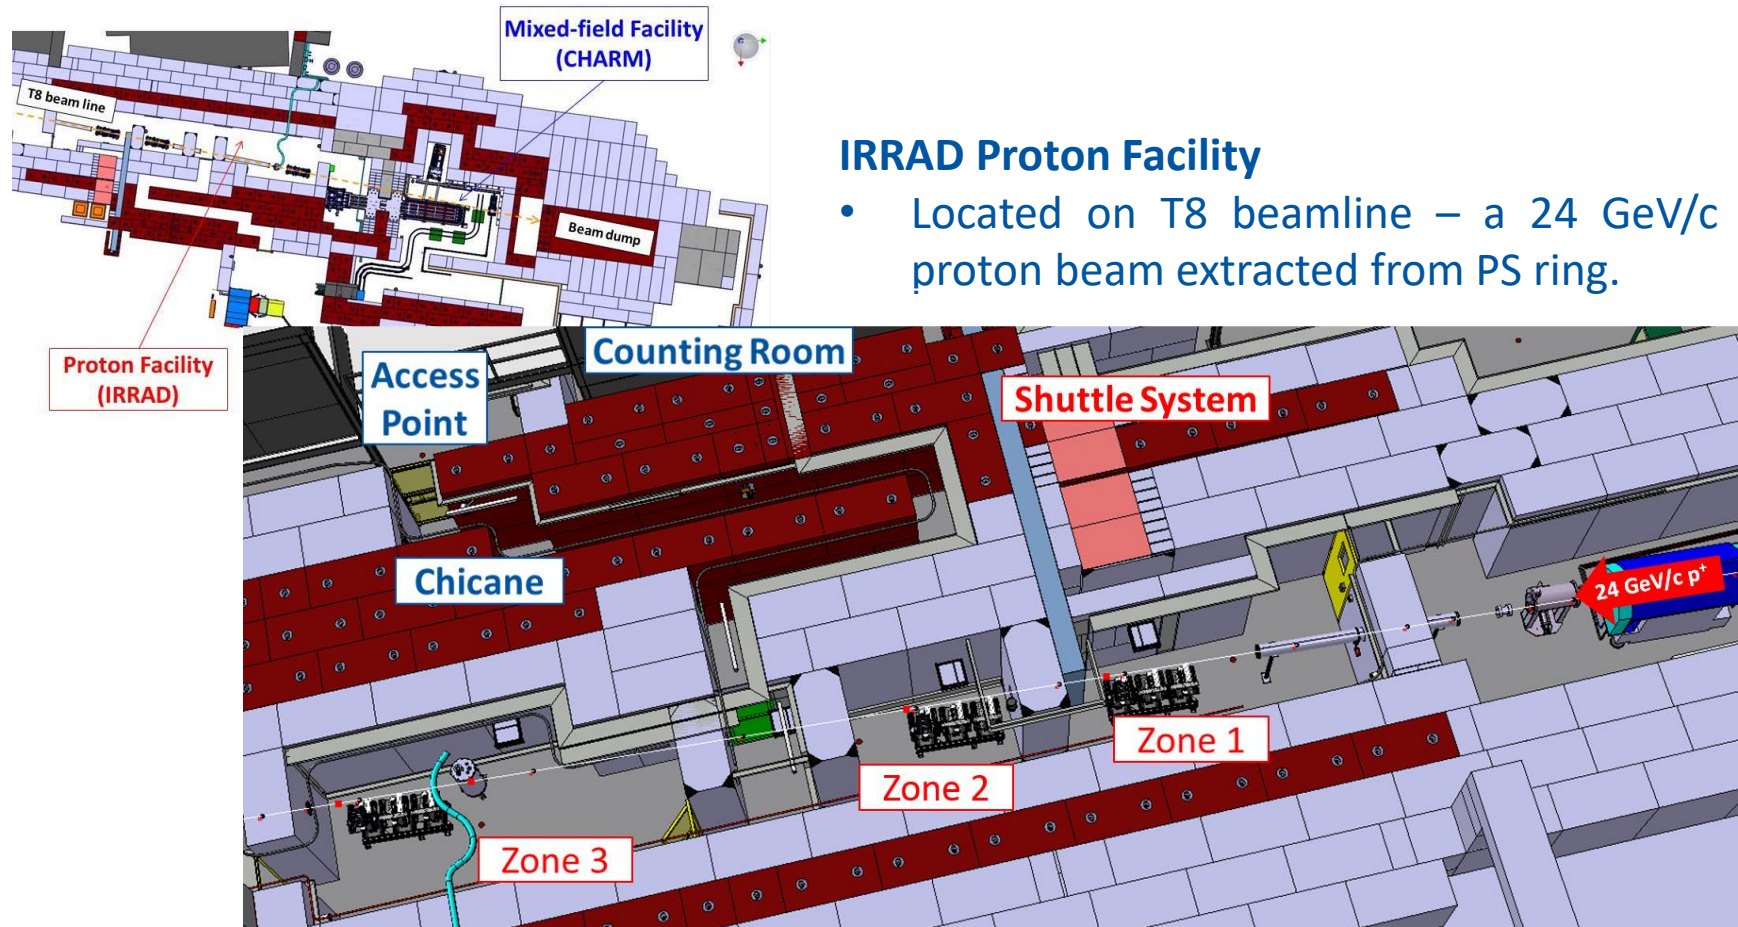 Mixed-field Facility
(CHARM)
T8 beam line
Beam dump
Proton Facility
(IRRAD)
IRRAD Proton Facility
• Located on T8 beamline – a 24 GeV/c
proton beam extracted from PS ring.
Counting Room
Access
Point
Shuttle System
Chicane
24 GeV/c p⁺
Zone 1
Zone 2
Zone 3